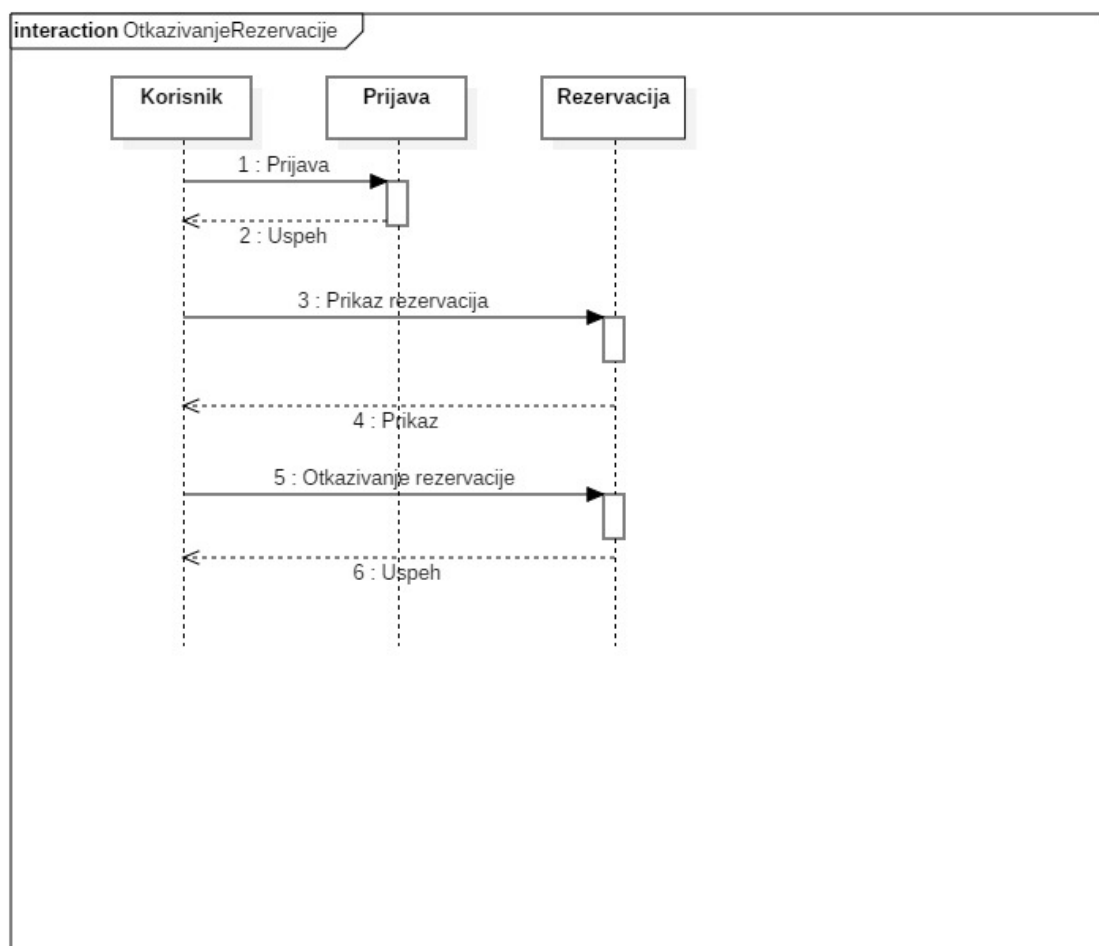 interaction OtkazivanjeRezervacije
Korisnik
Prijava
Rezervacija
1 : Prijava
2 : Uspeh
3 : Prikaz rezervacija
4 : Prikaz
5 : Otkazivanje rezervacije
6 : Uspeh